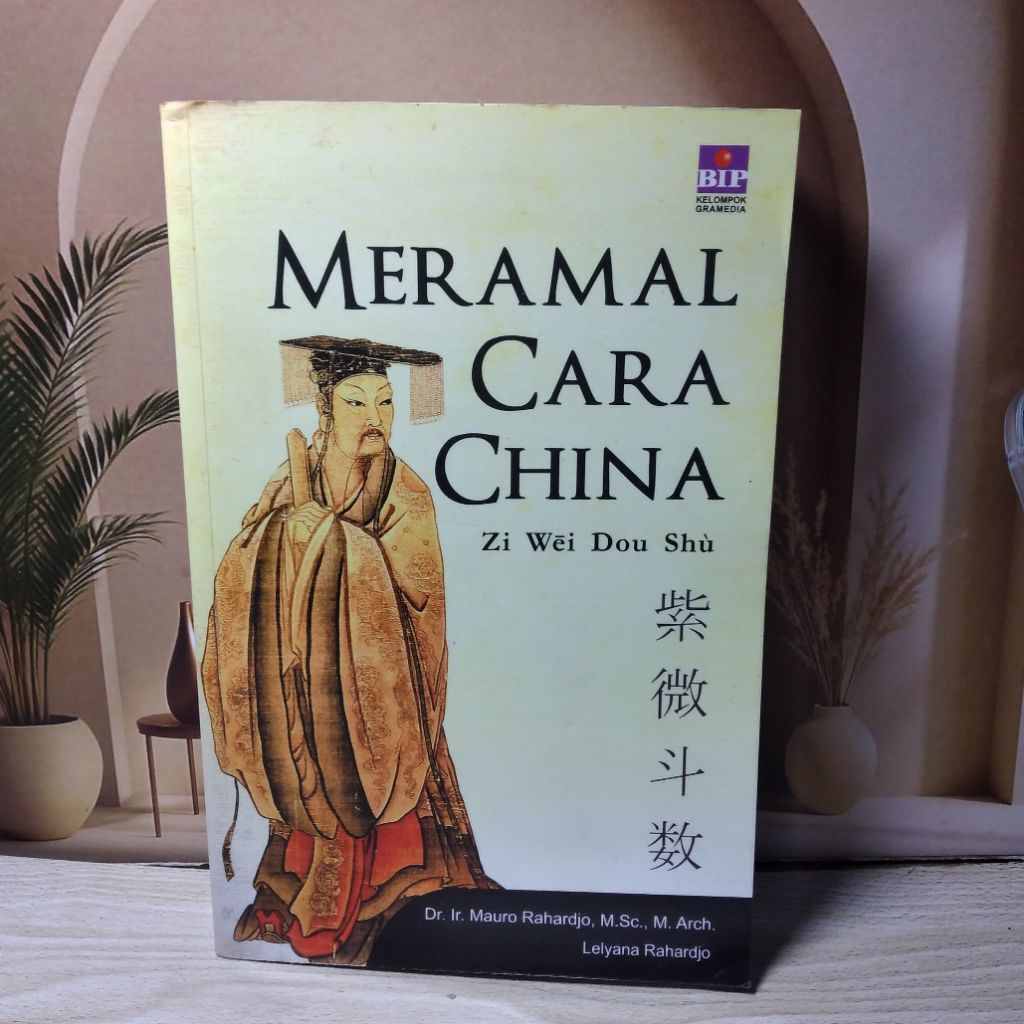 BIP
KELOMPOK
GRAMEDIA
MERAMAL
CARA
CHINA
Zi Wēi Dou Shù
紫
微
斗
数
Dr. Ir. Mauro Rahardjo, M.Sc., M. Arch.
Lelyana Rahardjo